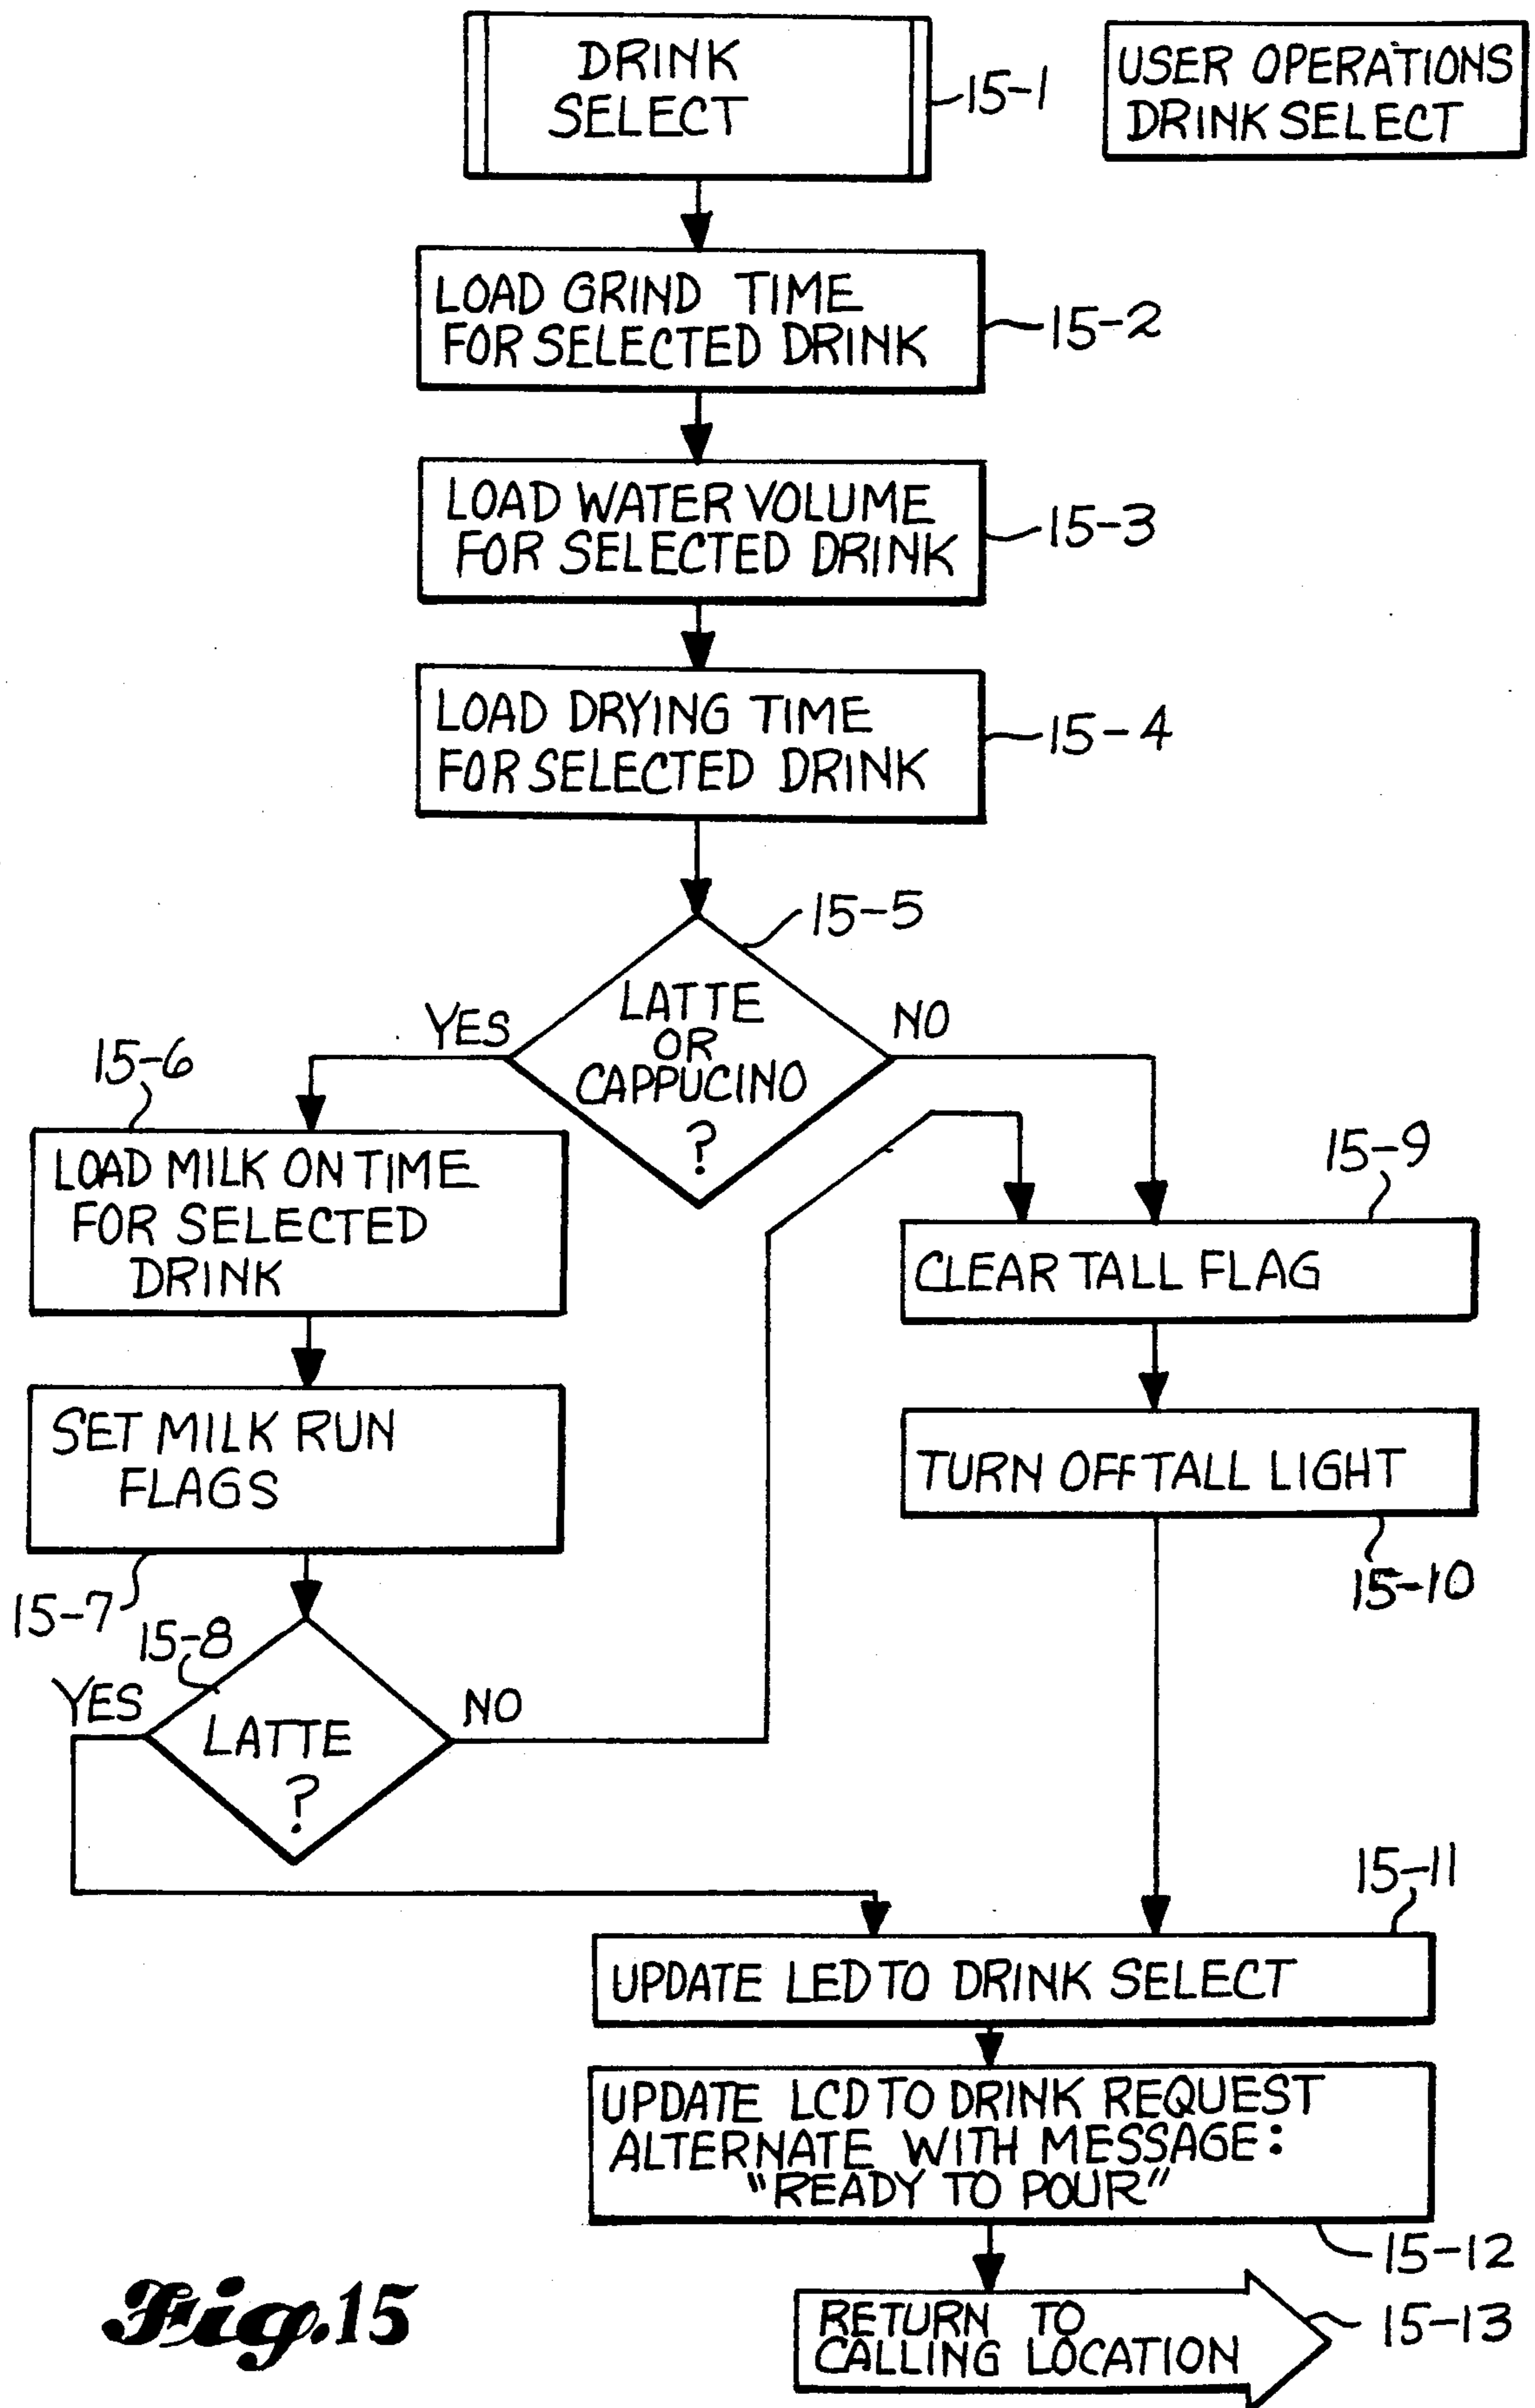 DRINK
SELECT
15-1
USER OPERATIONS
DRINK SELECT
LOAD GRIND TIME
FOR SELECTED DRINK
15-2
LOAD WATER VOLUME
FOR SELECTED DRINK
15-3
LOAD DRYING TIME
FOR SELECTED DRINK
15-4
15-5
LATTE
OR
CAPPUCINO
?
YES
NO
15-6
LOAD MILK ON TIME
FOR SELECTED
DRINK
15-9
CLEAR TALL FLAG
SET MILK RUN
FLAGS
15-7
TURN OFF TALL LIGHT
15-10
15-8
YES
LATTE
?
NO
15-11
UPDATE LED TO DRINK SELECT
UPDATE LCD TO DRINK REQUEST
ALTERNATE WITH MESSAGE:
"READY TO POUR"
15-12
RETURN TO
CALLING LOCATION
15-13
Fig. 15